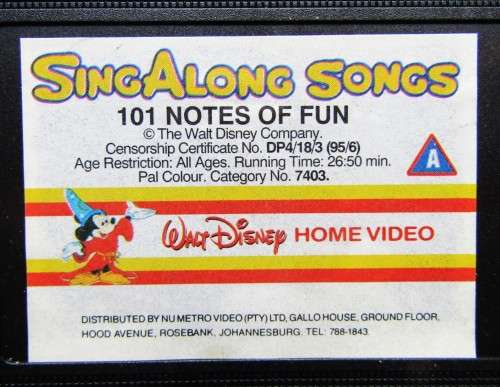 SING ALONG SONGS
101 NOTES OF FUN
© The Walt Disney Company.
Censorship Certificate No. DP4/18/3 (95/6)
Age Restriction: All Ages. Running Time: 26:50 min.
Pal Colour. Category No. 7403.
A
WALT DISNEY HOME VIDEO
DISTRIBUTED BY NU METRO VIDEO (PTY) LTD, GALLO HOUSE, GROUND FLOOR,
HOOD AVENUE, ROSEBANK, JOHANNESBURG. TEL: 788-1843.